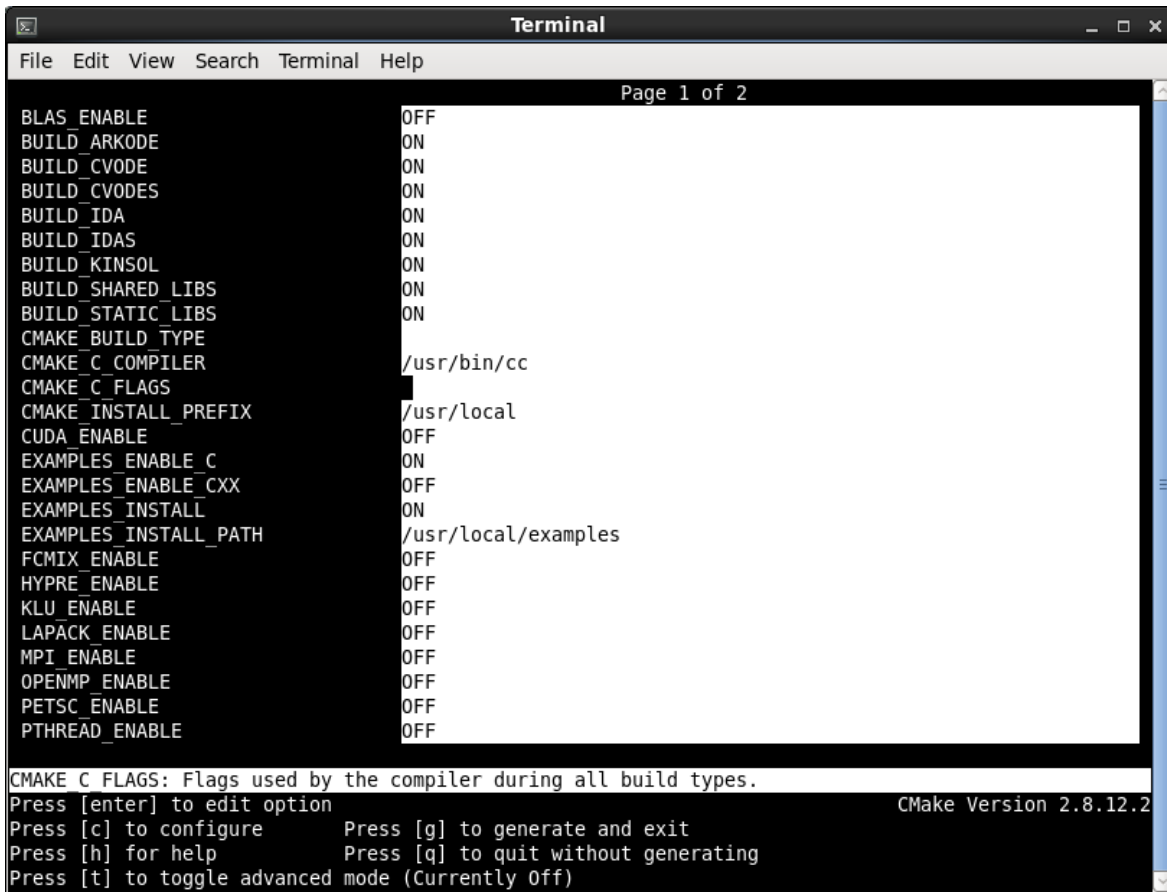 Terminal
File Edit View Search Terminal Help
Page 1 of 2
BLAS_ENABLE OFF
BUILD_ARKODE ON
BUILD_CVODE ON
BUILD_CVODES ON
BUILD_IDA ON
BUILD_IDAS ON
BUILD_KINSOL ON
BUILD_SHARED_LIBS ON
BUILD_STATIC_LIBS ON
CMAKE_BUILD_TYPE
CMAKE_C_COMPILER /usr/bin/cc
CMAKE_C_FLAGS
CMAKE_INSTALL_PREFIX /usr/local
CUDA_ENABLE OFF
EXAMPLES_ENABLE_C ON
EXAMPLES_ENABLE_CXX OFF
EXAMPLES_INSTALL ON
EXAMPLES_INSTALL_PATH /usr/local/examples
FCMIX_ENABLE OFF
HYPRE_ENABLE OFF
KLU_ENABLE OFF
LAPACK_ENABLE OFF
MPI_ENABLE OFF
OPENMP_ENABLE OFF
PETSC_ENABLE OFF
PTHREAD_ENABLE OFF
CMAKE_C_FLAGS: Flags used by the compiler during all build types.
Press [enter] to edit option CMake Version 2.8.12.2
Press [c] to configure Press [g] to generate and exit
Press [h] for help Press [q] to quit without generating
Press [t] to toggle advanced mode (Currently Off)